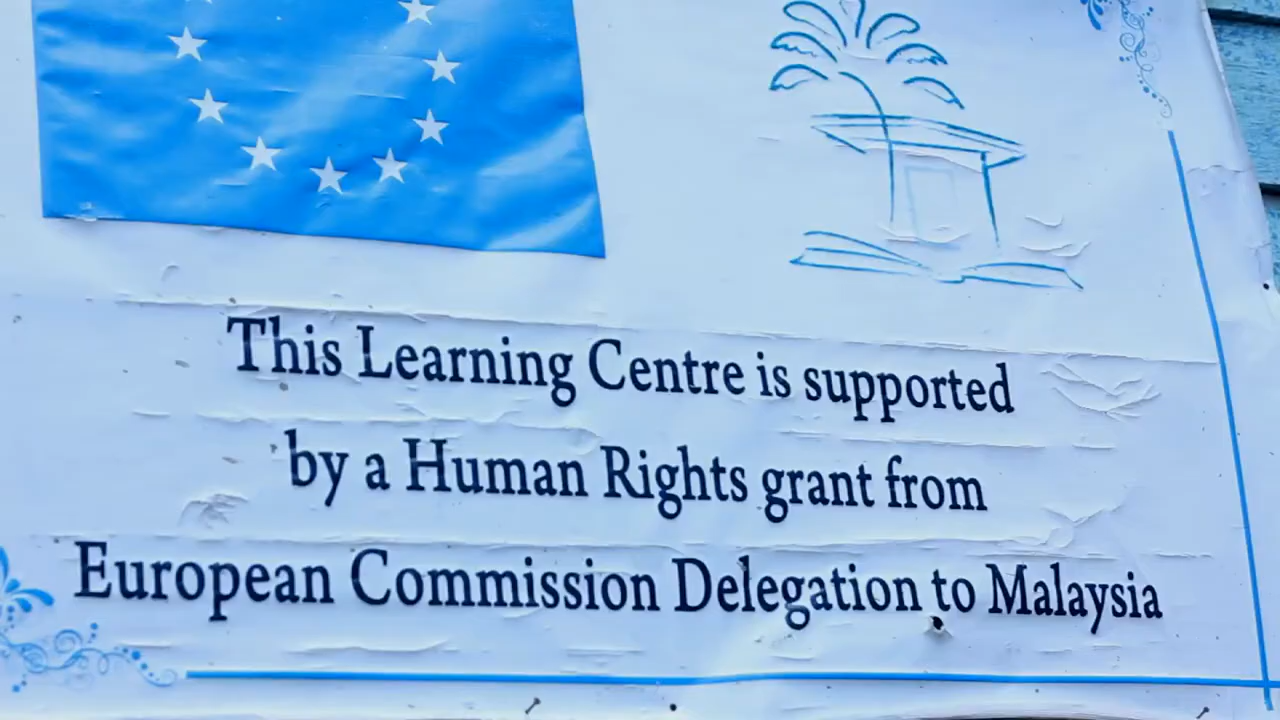 This Learning Centre is supported
by a Human Rights grant from
European Commission Delegation to Malaysia